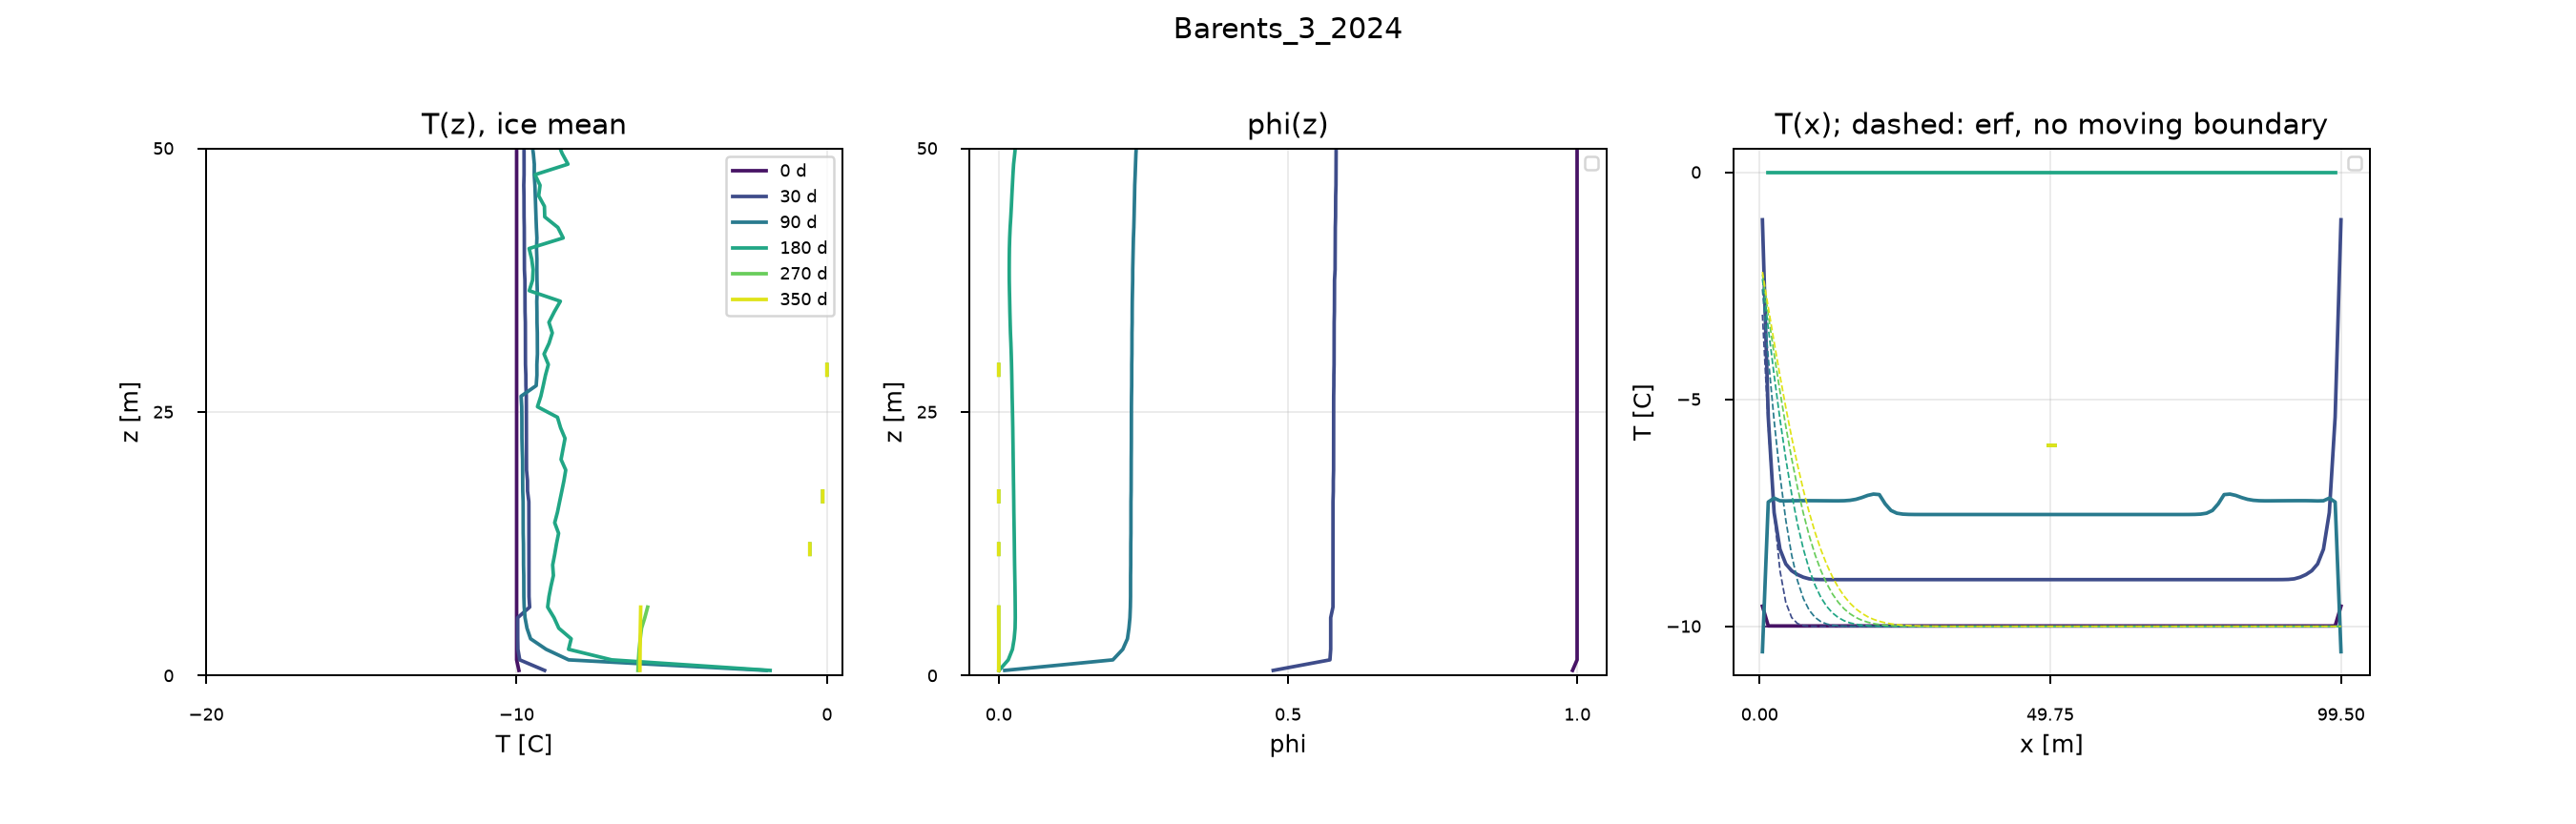 Barents_3_2024
T(z), ice mean
50
25
0
z [m]
−20
−10
0
T [C]
0 d
30 d
90 d
180 d
270 d
350 d
phi(z)
50
25
0
z [m]
0.0
0.5
1.0
phi
T(x); dashed: erf, no moving boundary
0
−5
−10
T [C]
0.00
49.75
99.50
x [m]